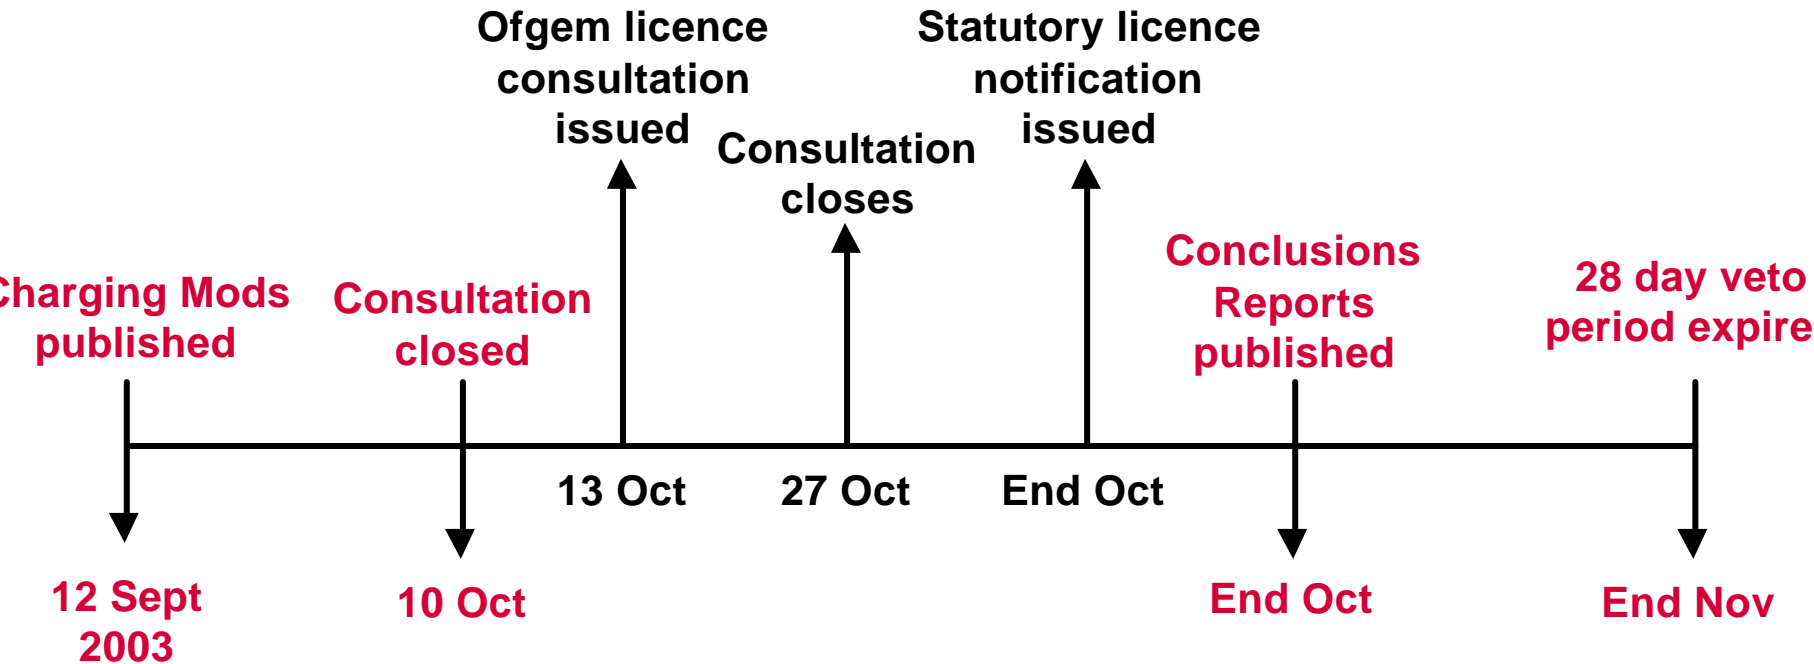 Ofgem licence
consultation
issued
Statutory licence
notification
issued
Consultation
closes
Charging Mods
published
Consultation
closed
Conclusions
Reports
published
28 day veto
period expire
13 Oct
27 Oct
End Oct
12 Sept
2003
10 Oct
End Oct
End Nov